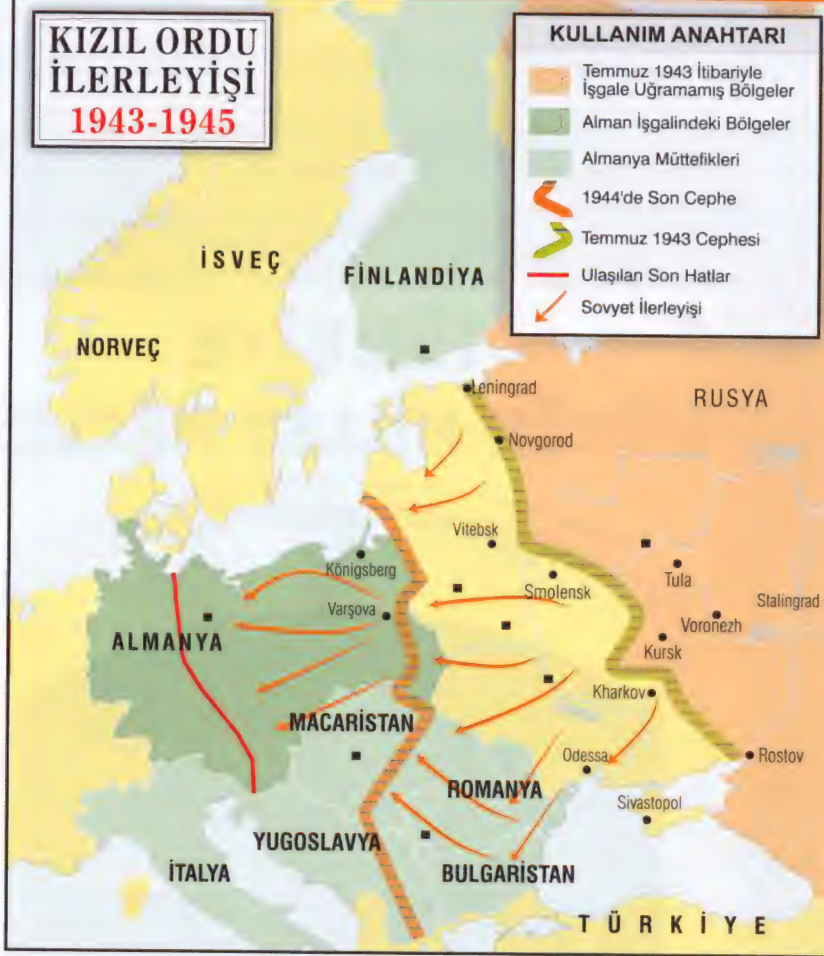 KIZIL ORDU
İLERLEYİŞİ
1943-1945
KULLANIM ANAHTARI
Temmuz 1943 İtibariyle
İşgale Uğramamış Bölgeler
Alman İşgalindeki Bölgeler
Almanya Müttefikleri
1944'de Son Cephe
Temmuz 1943 Cephesi
Ulaşılan Son Hatlar
Sovyet İlerleyişi
İSVEÇ
FİNLANDİYA
NORVEÇ
Leningrad
RUSYA
Novgorod
Vitebsk
Königsberg
Smolensk
Tula
Stalingrad
Varşova
Voronezh
ALMANYA
Kursk
Kharkov
MACARİSTAN
Odessa
Rostov
ROMANYA
Sivastopol
YUGOSLAVYA
İTALYA
BULGARİSTAN
TÜRKİYE